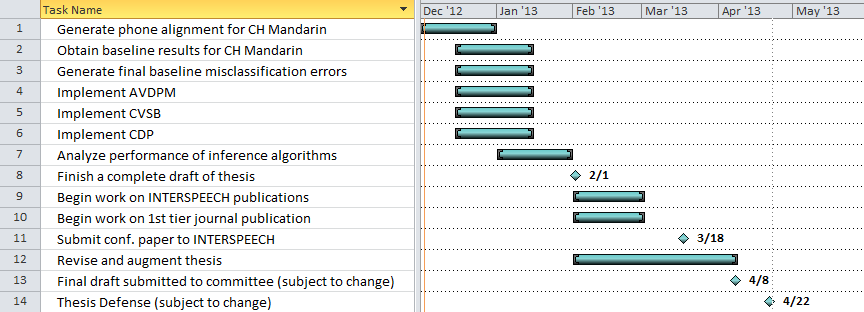 Task Name Dec '12 Jan '13 Feb '13 Mar '13 Apr '13 May '13
1 Generate phone alignment for CH Mandarin
2 Obtain baseline results for CH Mandarin
3 Generate final baseline misclassification errors
4 Implement AVDPM
5 Implement CVSB
6 Implement CDP
7 Analyze performance of inference algorithms
8 Finish a complete draft of thesis 2/1
9 Begin work on INTERSPEECH publications
10 Begin work on 1st tier journal publication
11 Submit conf. paper to INTERSPEECH 3/18
12 Revise and augment thesis
13 Final draft submitted to committee (subject to change) 4/8
14 Thesis Defense (subject to change) 4/22